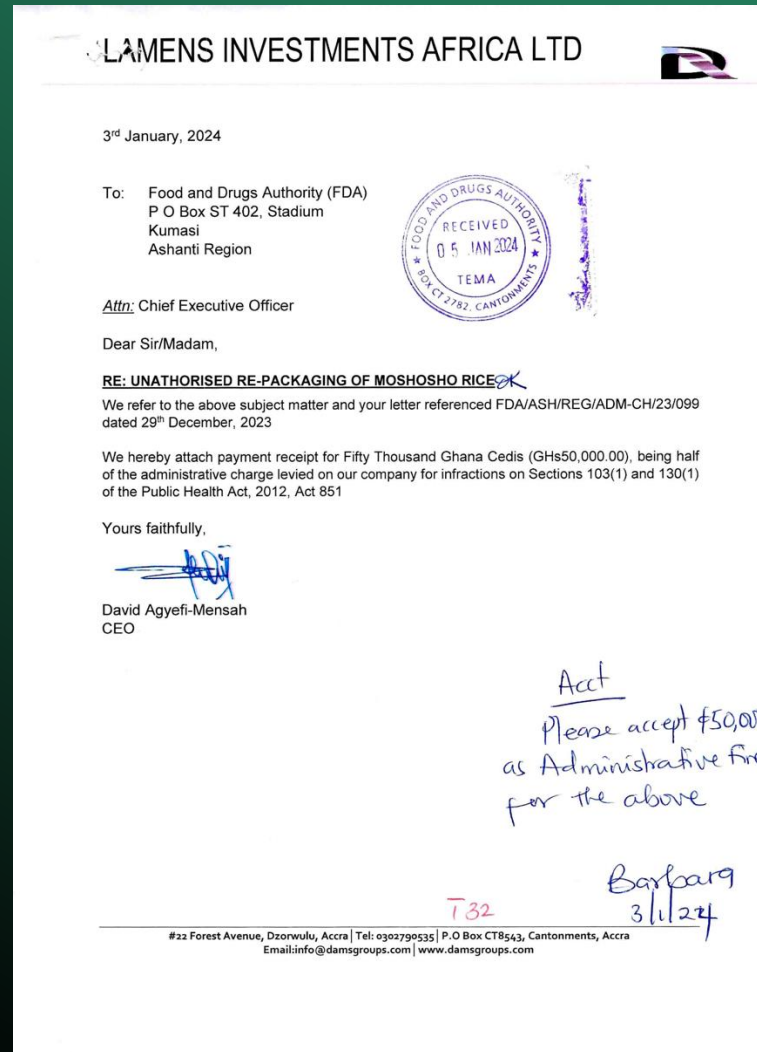 LAMENS INVESTMENTS AFRICA LTD
3rd January, 2024
To: Food and Drugs Authority (FDA)
P O Box ST 402, Stadium
Kumasi
Ashanti Region
FOOD AND DRUGS AUTHORITY
RECEIVED
05 JAN 2024
TEMA
BOX CT 2782, CANTONMENTS
Attn: Chief Executive Officer
Dear Sir/Madam,
RE: UNATHORISED RE-PACKAGING OF MOSHOSHO RICE OK
We refer to the above subject matter and your letter referenced FDA/ASH/REG/ADM-CH/23/099
dated 29th December, 2023
We hereby attach payment receipt for Fifty Thousand Ghana Cedis (GHs50,000.00), being half
of the administrative charge levied on our company for infractions on Sections 103(1) and 130(1)
of the Public Health Act, 2012, Act 851
Yours faithfully,
David Agyefi-Mensah
CEO
Acct
Please accept ¢50,00
as Administrative Fin
for the above
Barbara
3/1/24
T32
#22 Forest Avenue, Dzorwulu, Accra| Tel: 0302790535| P.O Box CT8543, Cantonments, Accra
Email:info@damsgroups.com| www.damsgroups.com